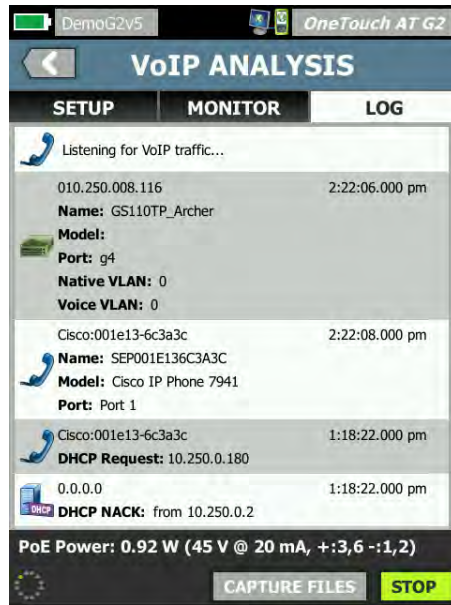 DemoG2v5 OneTouch AT G2
VoIP ANALYSIS
SETUP MONITOR LOG
Listening for VoIP traffic...
010.250.008.116 2:22:06.000 pm
Name: GS110TP_Archer
Model:
Port: g4
Native VLAN: 0
Voice VLAN: 0
Cisco:001e13-6c3a3c 2:22:08.000 pm
Name: SEP001E136C3A3C
Model: Cisco IP Phone 7941
Port: Port 1
Cisco:001e13-6c3a3c 1:18:22.000 pm
DHCP Request: 10.250.0.180
0.0.0.0 1:18:22.000 pm
DHCP
DHCP NACK: from 10.250.0.2
PoE Power: 0.92 W (45 V @ 20 mA, +:3,6 -:1,2)
CAPTURE FILES STOP